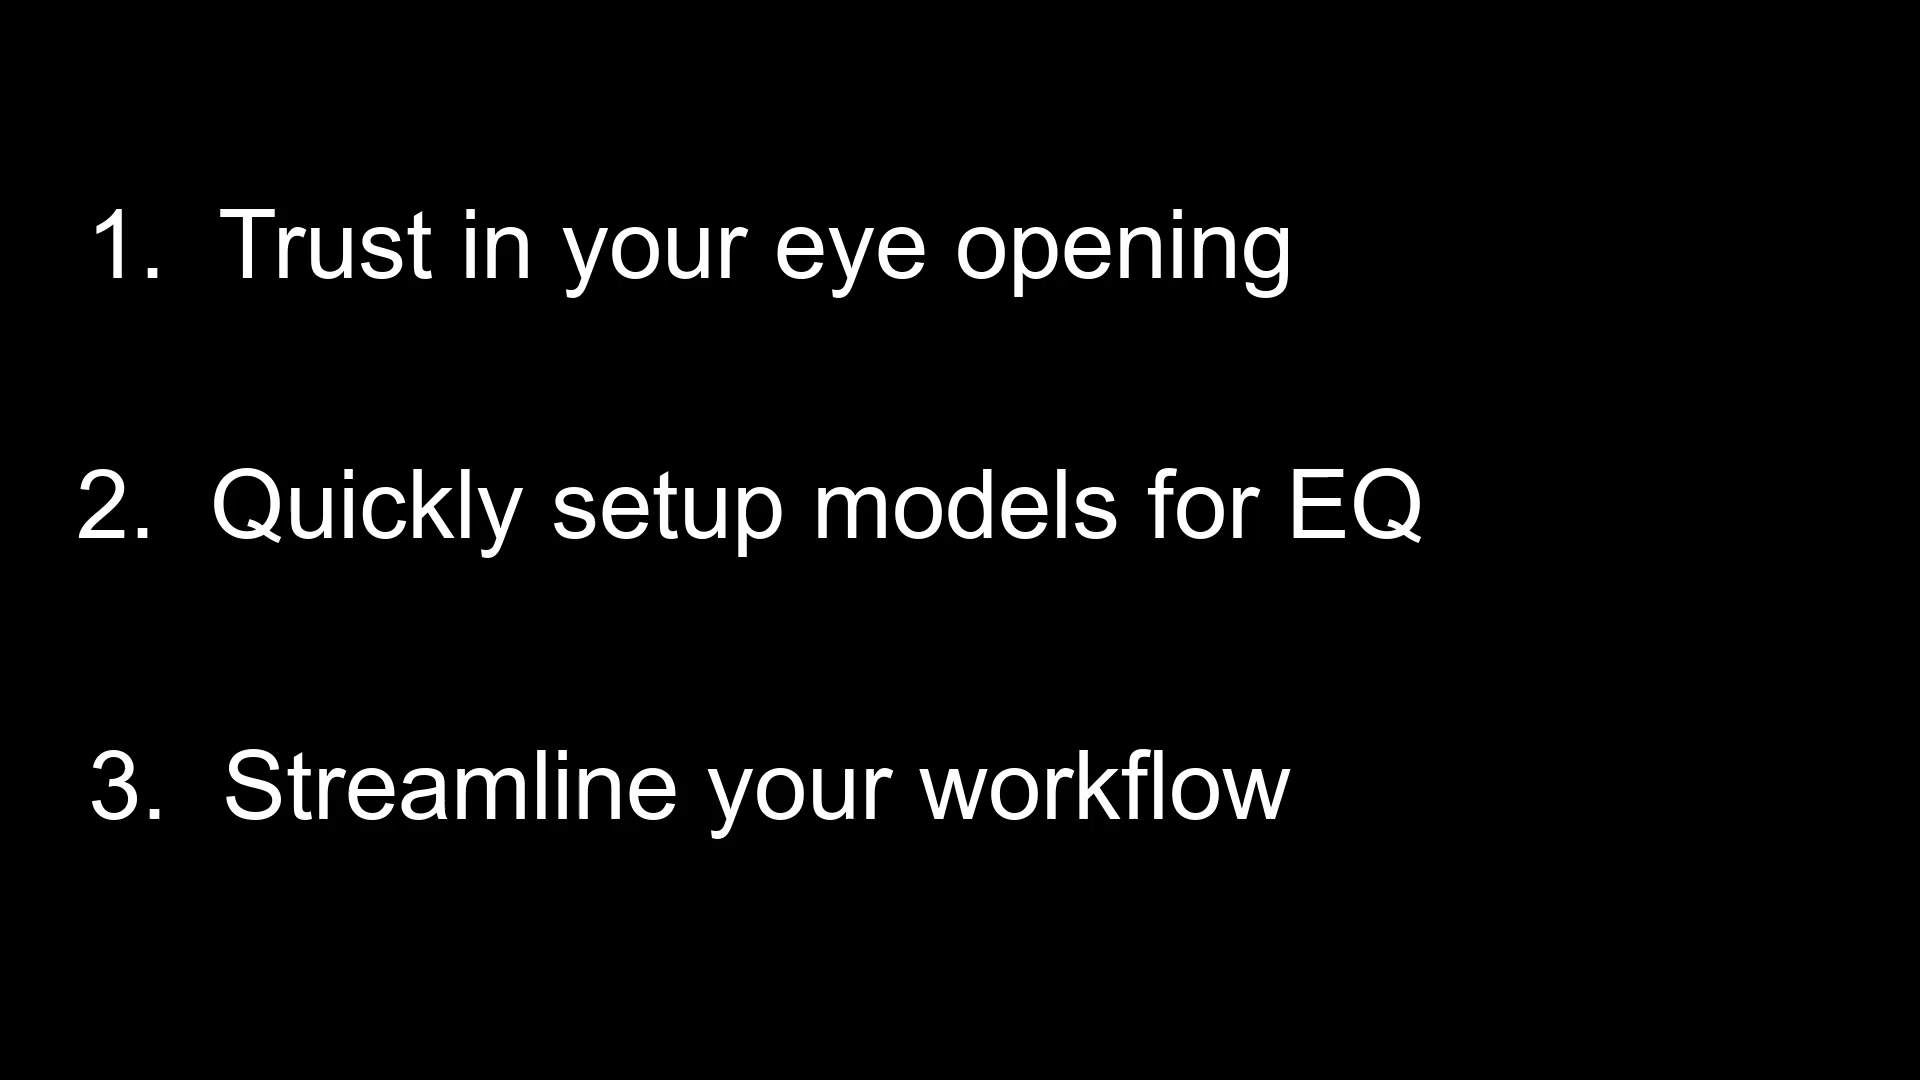 1. Trust in your eye opening
2. Quickly setup models for EQ
3. Streamline your workflow